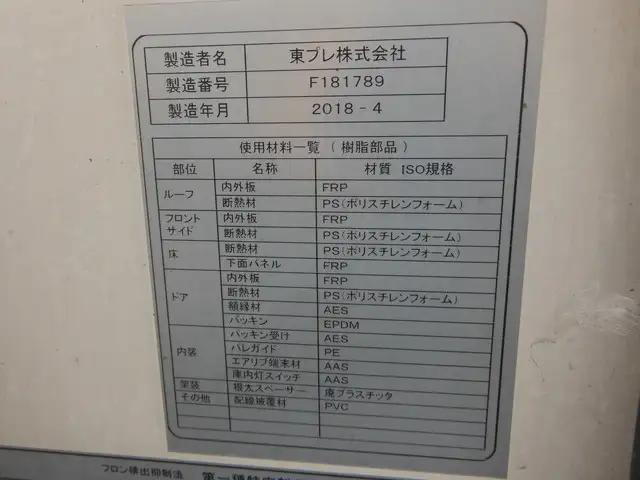 製造者名 東プレ株式会社
製造番号 F181789
製造年月 2018-4
使用材料一覧 ( 樹脂部品 )
部位 名称 材質 ISO規格
ルーフ 内外板 FRP
断熱材 PS(ポリスチレンフォーム)
フロント サイド 内外板 FRP
断熱材 PS(ポリスチレンフォーム)
床 断熱材 PS(ポリスチレンフォーム)
下面パネル FRP
ドア 内外板 FRP
断熱材 PS(ポリスチレンフォーム)
額縁材 AES
パッキン EPDM
内装 パッキン受け AES
パレガイド PE
エアリブ端末材 AAS
庫内灯スイッチ AAS
架装 根太スペーサー 廃プラスチック
その他 配線被覆材 PVC
フロン検出抑制法